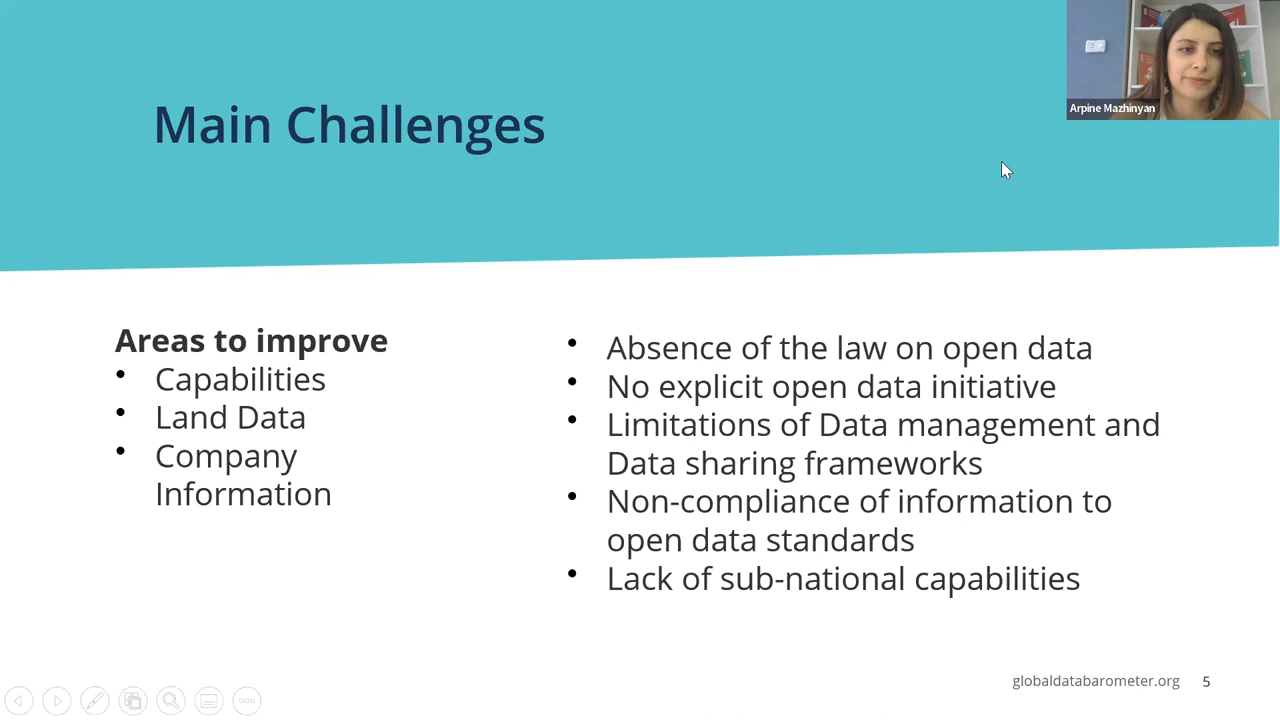 Main Challenges
Arpine Mazhinyan
Areas to improve
• Capabilities
• Land Data
• Company
Information
• Absence of the law on open data
• No explicit open data initiative
• Limitations of Data management and
Data sharing frameworks
• Non-compliance of information to
open data standards
• Lack of sub-national capabilities
globaldatabarometer.org 5